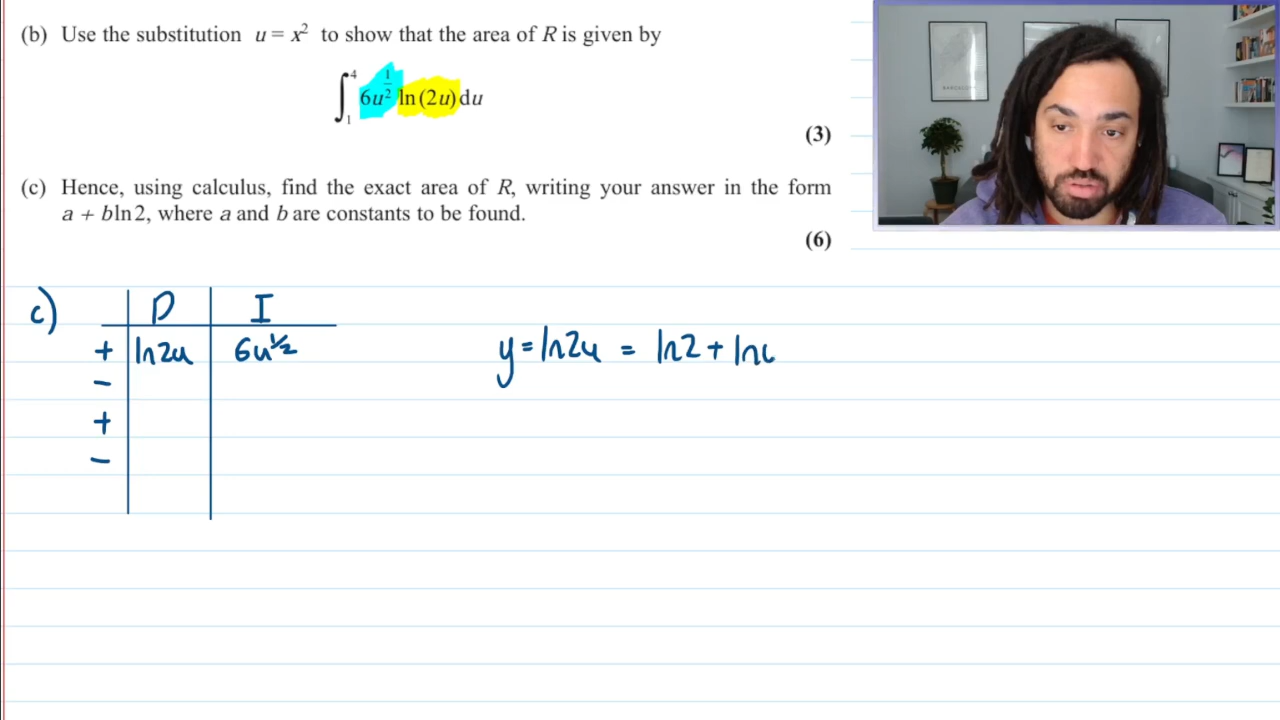 (b) Use the substitution u = x² to show that the area of R is given by
∫₁⁴ 6u^(1/2) ln(2u) du
(3)
(c) Hence, using calculus, find the exact area of R, writing your answer in the form
a + b ln 2, where a and b are constants to be found.
(6)
c) D I
+ ln2u 6u^½ y = ln2u = ln2 + ln
−
+
−
BARCELONA